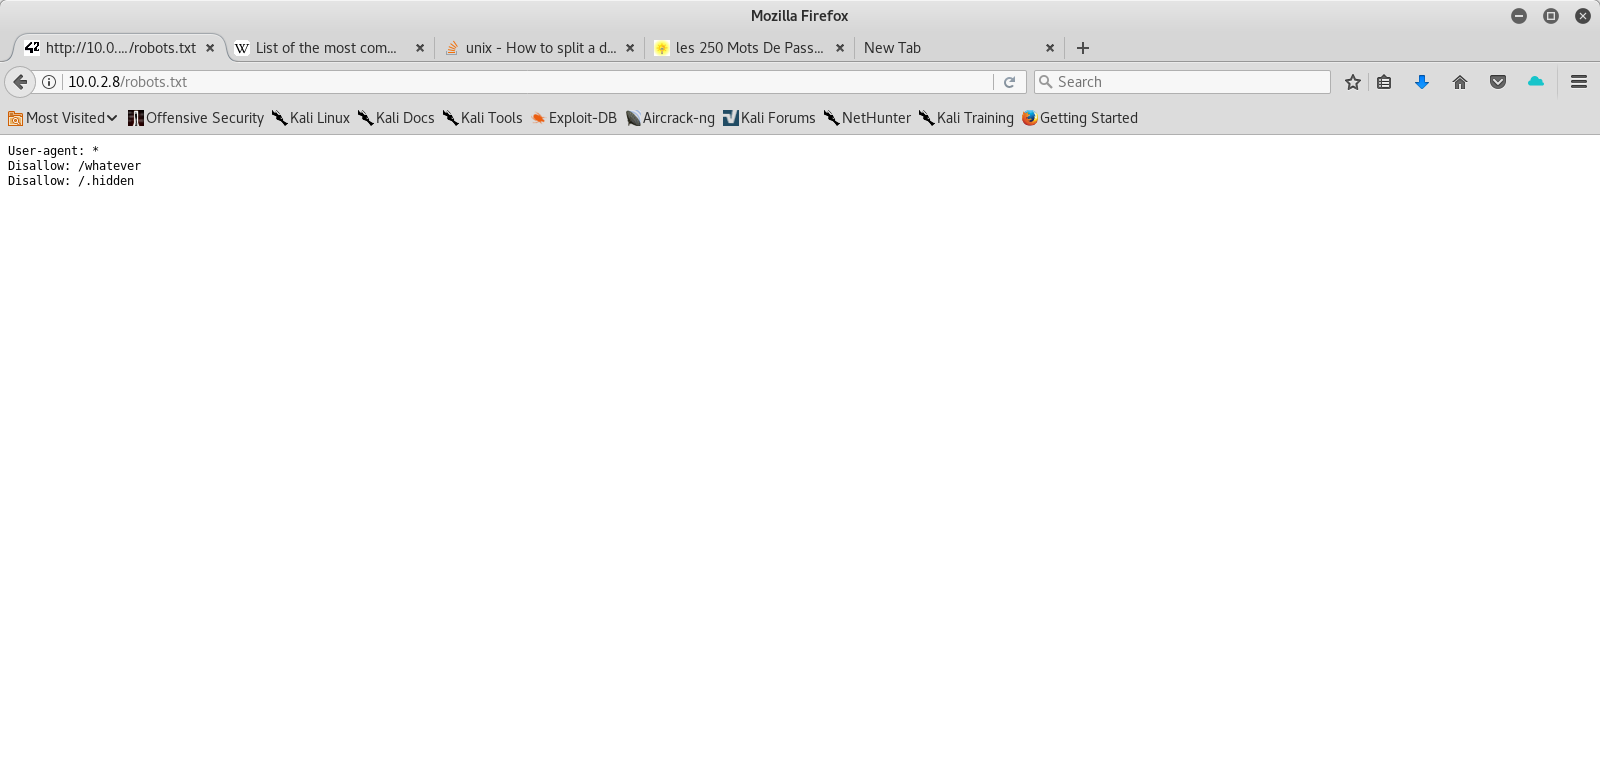 Mozilla Firefox
42 http://10.0.…/robots.txt W List of the most com… unix - How to split a d… les 250 Mots De Pass… New Tab
10.0.2.8/robots.txt Search
Most Visited Offensive Security Kali Linux Kali Docs Kali Tools Exploit-DB Aircrack-ng Kali Forums NetHunter Kali Training Getting Started
User-agent: *
Disallow: /whatever
Disallow: /.hidden